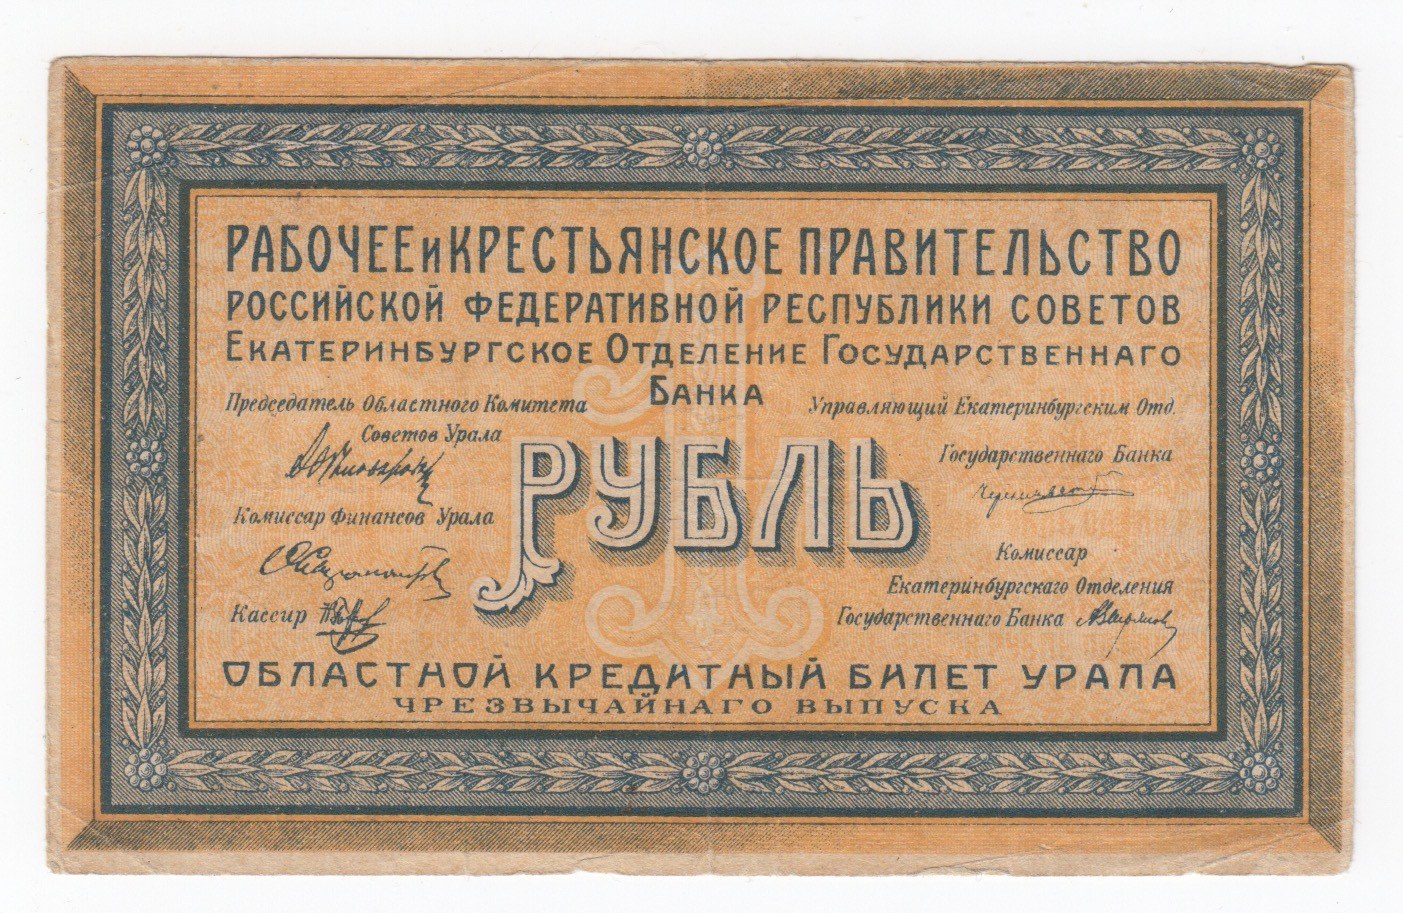 РАБОЧЕЕ и КРЕСТЬЯНСКОЕ ПРАВИТЕЛЬСТВО
РОССИЙСКОЙ ФЕДЕРАТИВНОЙ РЕСПУБЛИКИ СОВЕТОВ
ЕКАТЕРИНБУРГСКОЕ ОТДЕЛЕНИЕ ГОСУДАРСТВЕННАГО
БАНКА
Председатель Областного Комитета
Советов Урала
Комиссар Финансов Урала
Кассир
РУБЛЬ
Управляющий Екатеринбургским Отд.
Государственнаго Банка
Комиссар
Екатеринбургскаго Отделения
Государственнаго Банка
ОБЛАСТНОЙ КРЕДИТНЫЙ БИЛЕТ УРАЛА
ЧРЕЗВЫЧАЙНАГО ВЫПУСКА